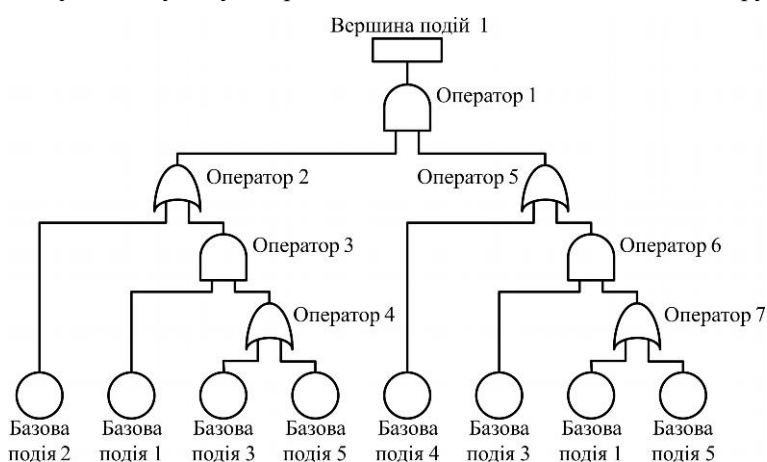 Вершина подій 1
Оператор 1
Оператор 2
Оператор 5
Оператор 3
Оператор 6
Оператор 4
Оператор 7
Базова подія 2
Базова подія 1
Базова подія 3
Базова подія 5
Базова подія 4
Базова подія 3
Базова подія 1
Базова подія 5